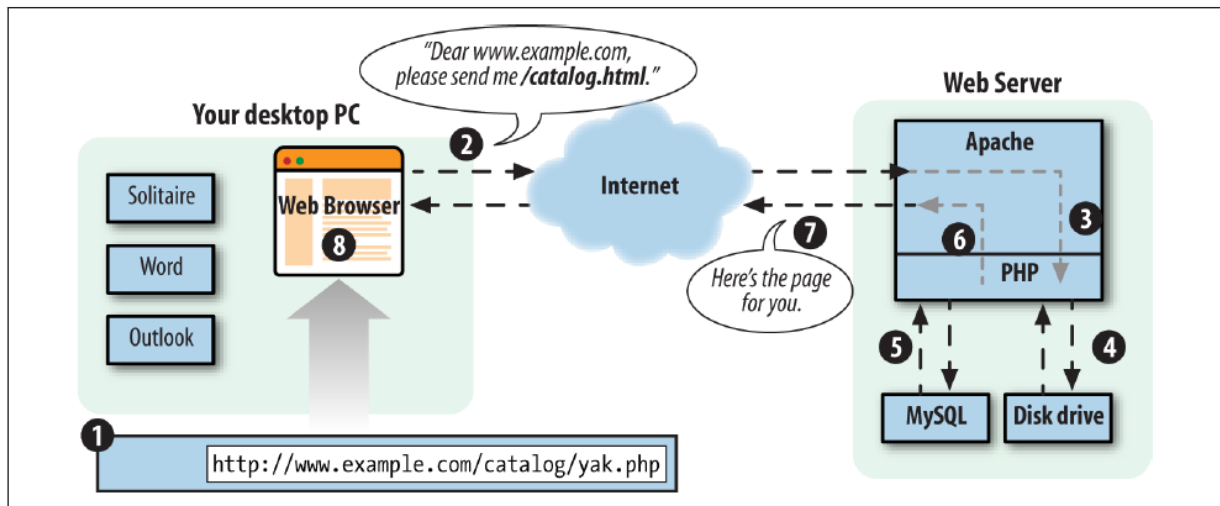 "Dear www.example.com,
please send me /catalog.html."
Your desktop PC
Web Server
2
Apache
Solitaire
Web Browser
Internet
3
8
7
6
Word
Here's the page
for you.
PHP
Outlook
5
4
MySQL
Disk drive
1
http://www.example.com/catalog/yak.php